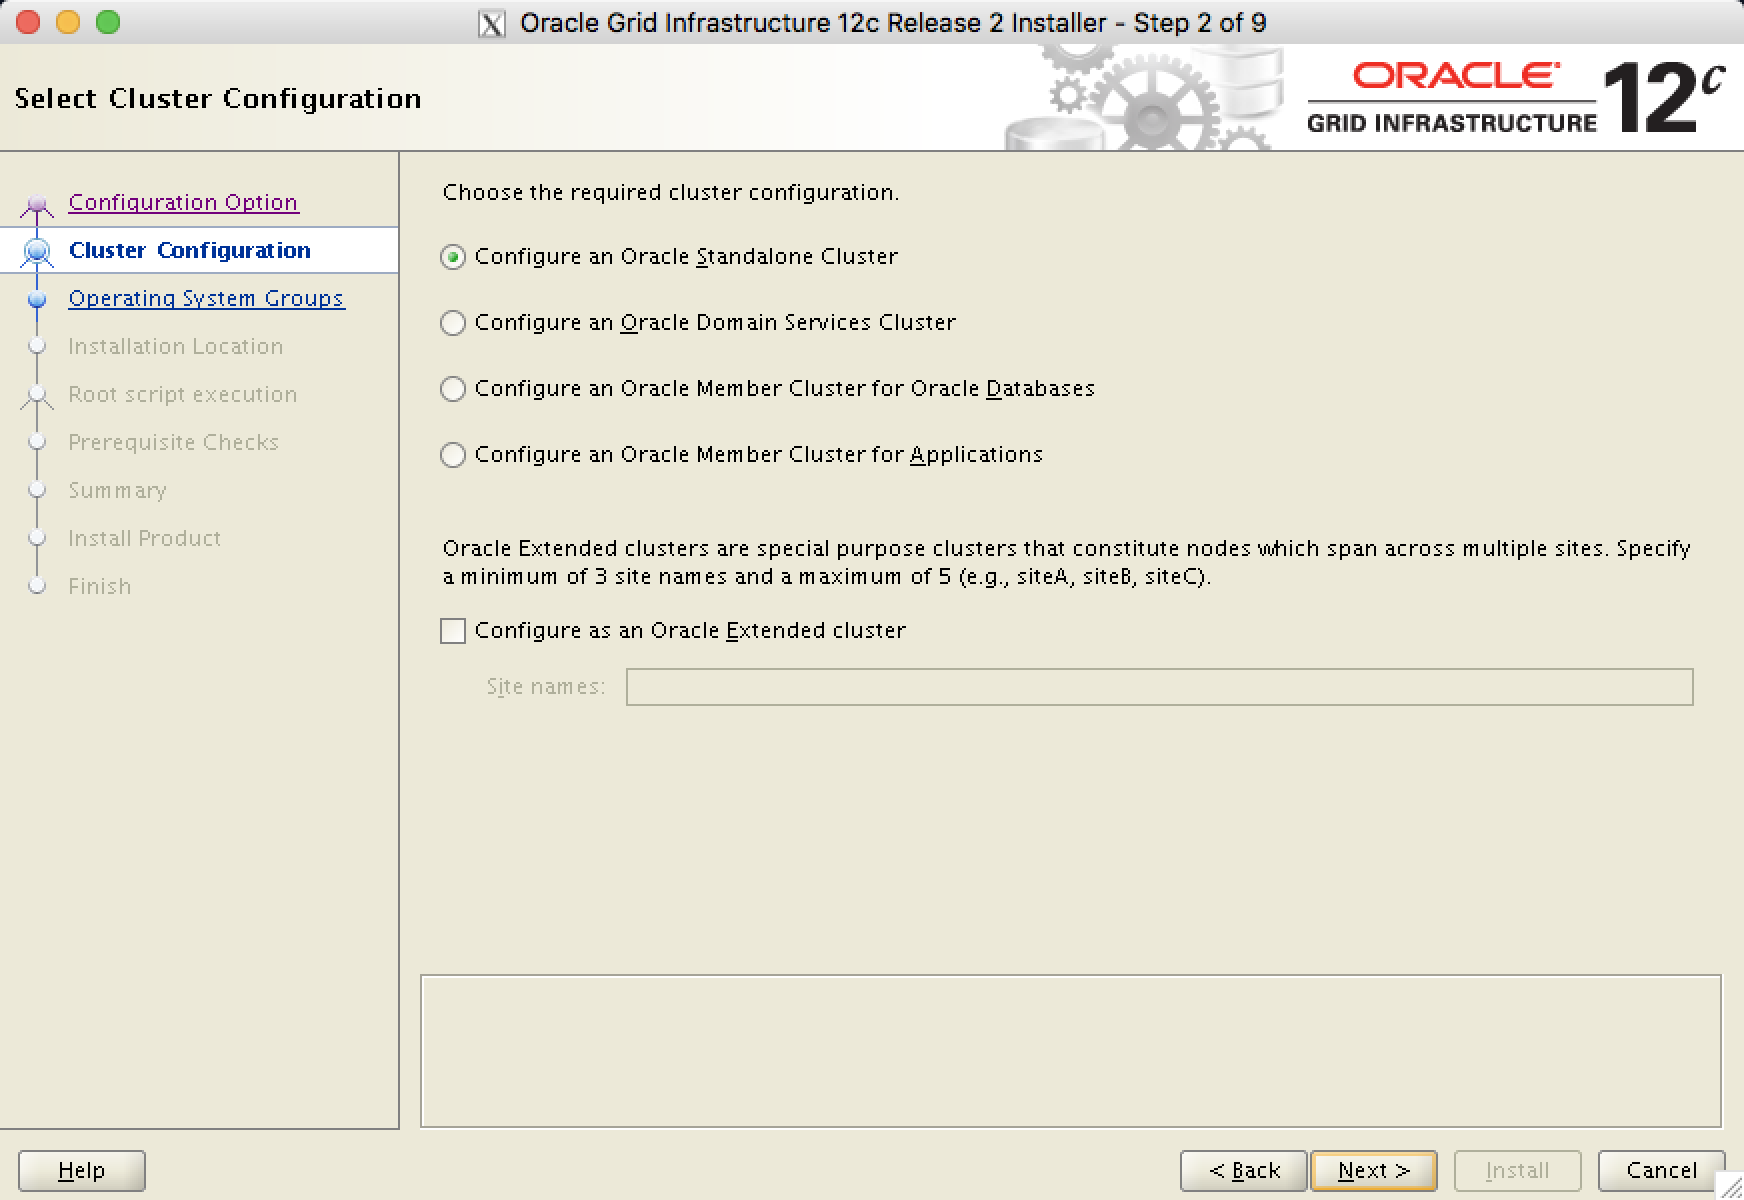 Oracle Grid Infrastructure 12c Release 2 Installer - Step 2 of 9
Select Cluster Configuration
ORACLE
GRID INFRASTRUCTURE
12c
Configuration Option
Cluster Configuration
Operating System Groups
Installation Location
Root script execution
Prerequisite Checks
Summary
Install Product
Finish
Choose the required cluster configuration.
Configure an Oracle Standalone Cluster
Configure an Oracle Domain Services Cluster
Configure an Oracle Member Cluster for Oracle Databases
Configure an Oracle Member Cluster for Applications
Oracle Extended clusters are special purpose clusters that constitute nodes which span across multiple sites. Specify
a minimum of 3 site names and a maximum of 5 (e.g., siteA, siteB, siteC).
Configure as an Oracle Extended cluster
Site names:
Help
< Back
Next >
Install
Cancel